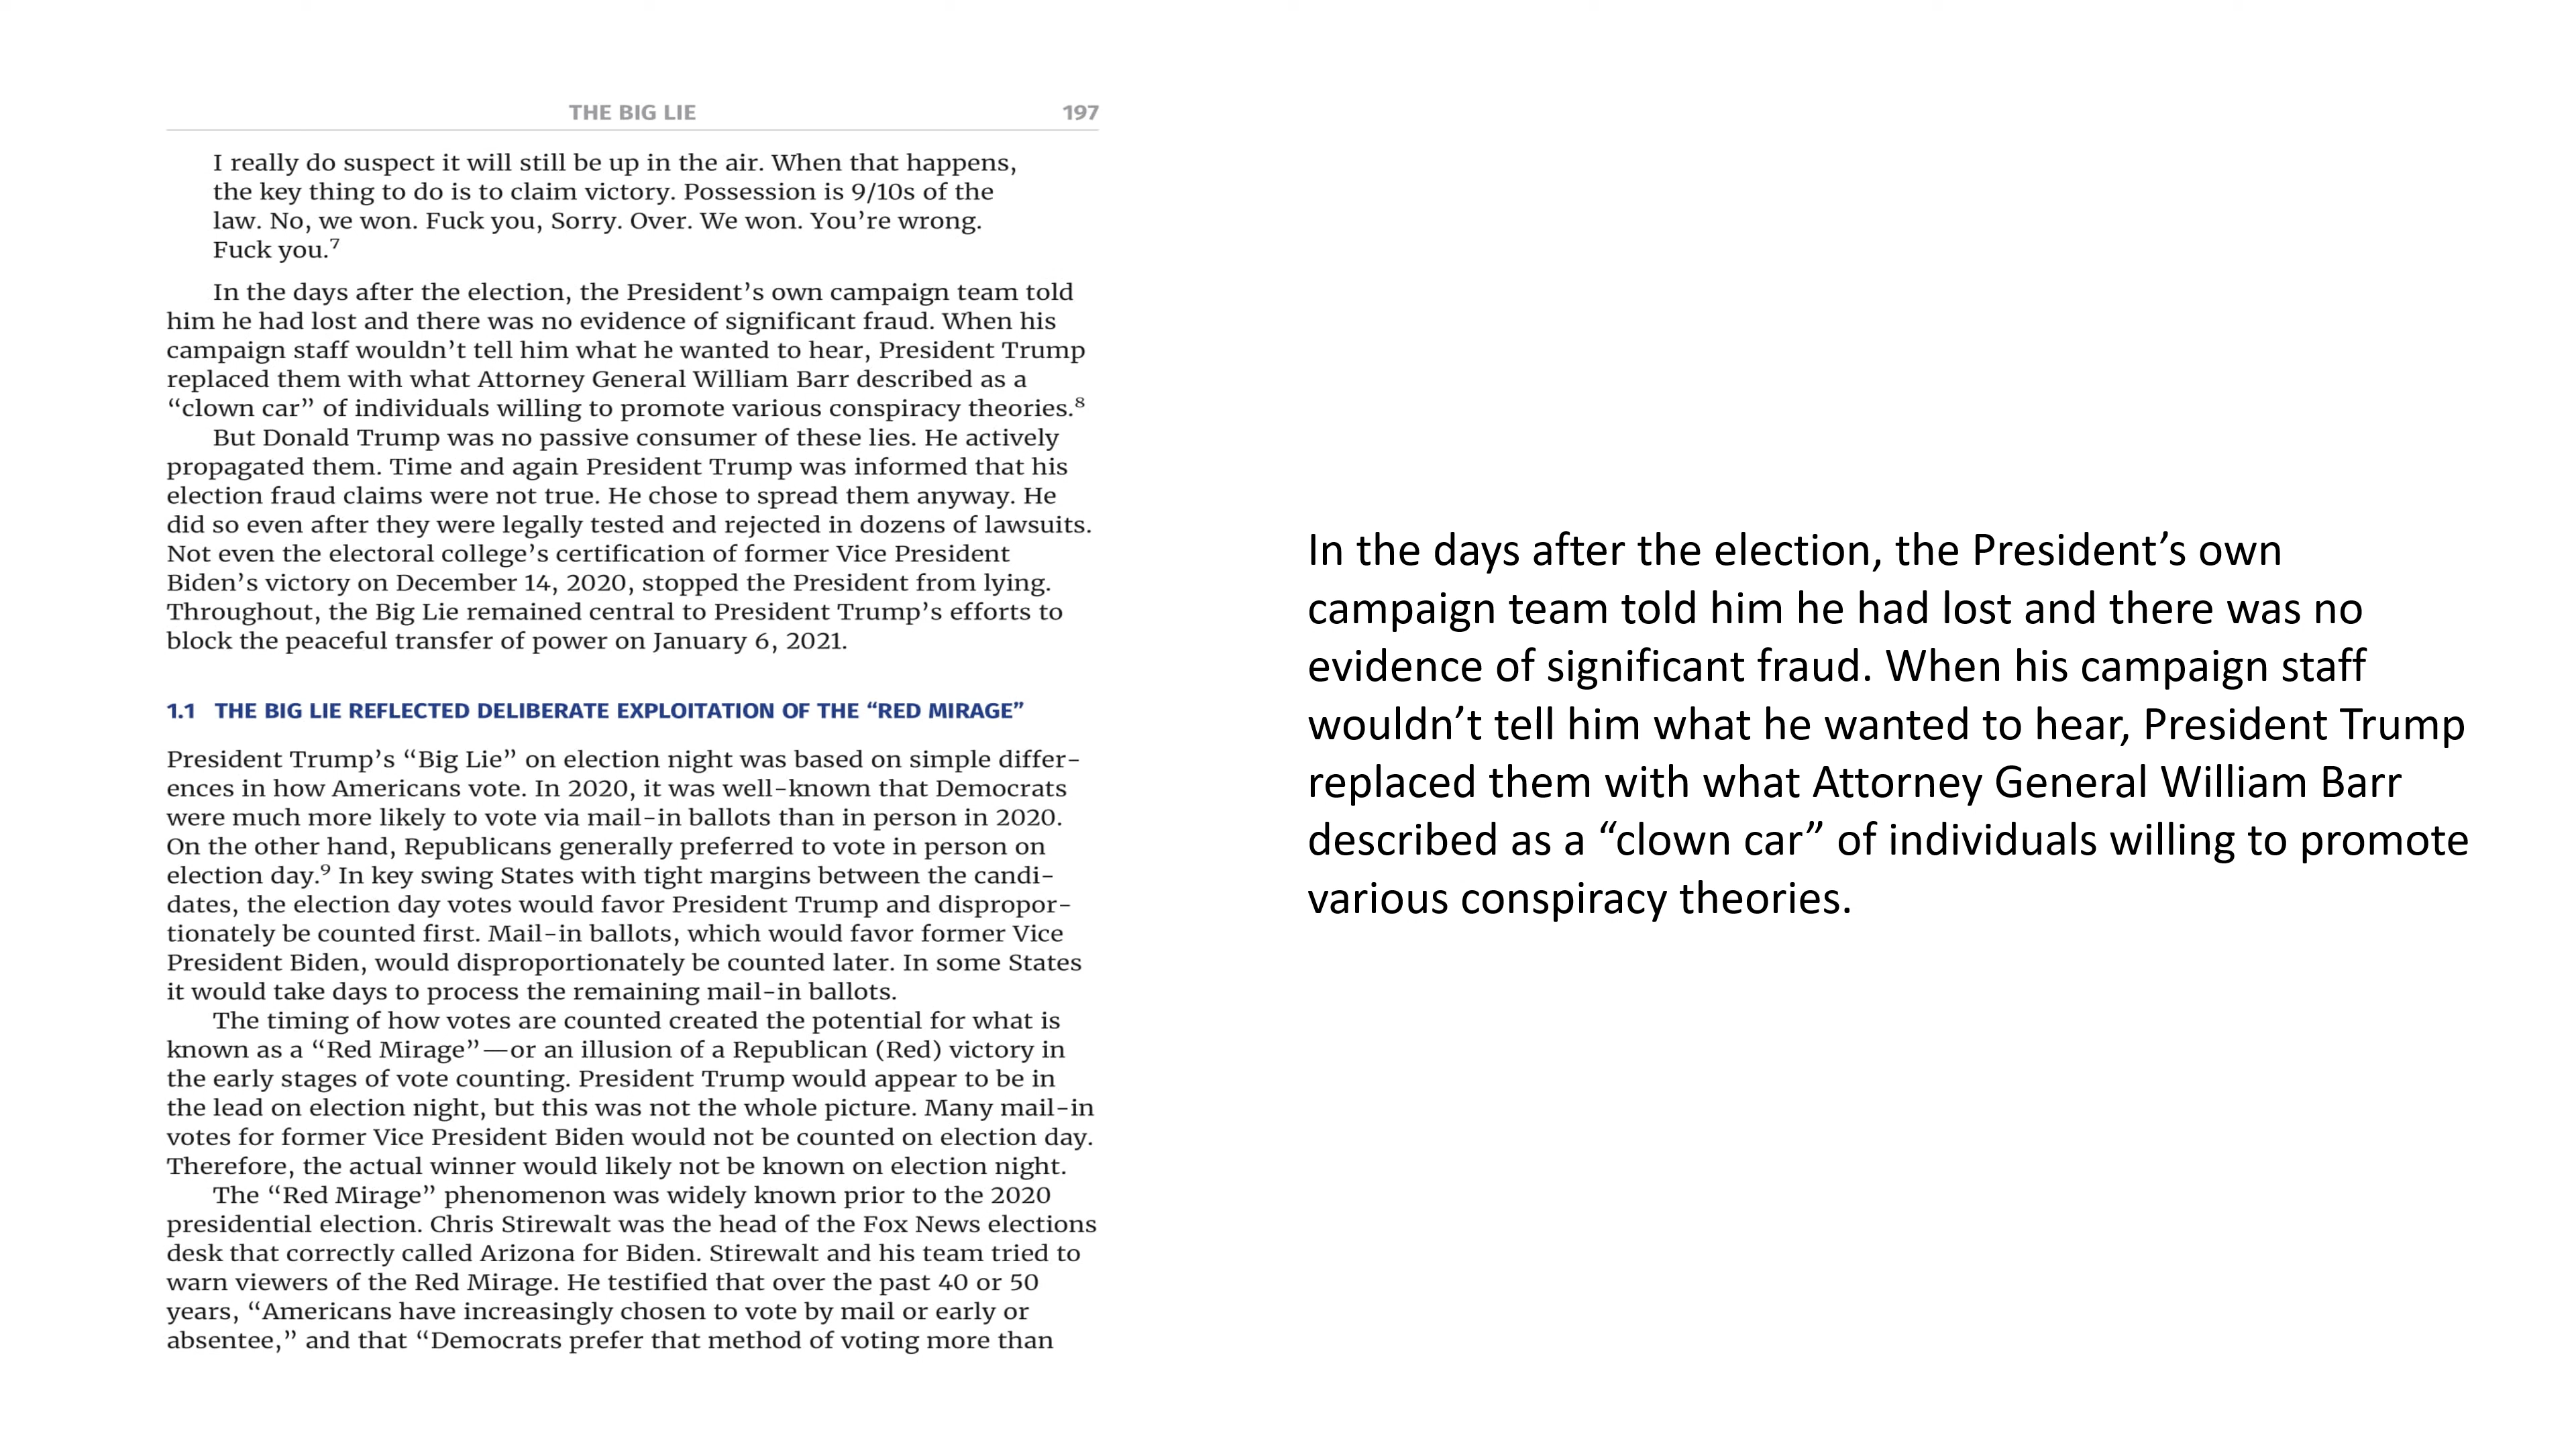 THE BIG LIE 197
I really do suspect it will still be up in the air. When that happens,
the key thing to do is to claim victory. Possession is 9/10s of the
law. No, we won. Fuck you, Sorry. Over. We won. You’re wrong.
Fuck you.⁷
In the days after the election, the President’s own campaign team told
him he had lost and there was no evidence of significant fraud. When his
campaign staff wouldn’t tell him what he wanted to hear, President Trump
replaced them with what Attorney General William Barr described as a
“clown car” of individuals willing to promote various conspiracy theories.⁸
But Donald Trump was no passive consumer of these lies. He actively
propagated them. Time and again President Trump was informed that his
election fraud claims were not true. He chose to spread them anyway. He
did so even after they were legally tested and rejected in dozens of lawsuits.
Not even the electoral college’s certification of former Vice President
Biden’s victory on December 14, 2020, stopped the President from lying.
Throughout, the Big Lie remained central to President Trump’s efforts to
block the peaceful transfer of power on January 6, 2021.
1.1 THE BIG LIE REFLECTED DELIBERATE EXPLOITATION OF THE “RED MIRAGE”
President Trump’s “Big Lie” on election night was based on simple differ-
ences in how Americans vote. In 2020, it was well-known that Democrats
were much more likely to vote via mail-in ballots than in person in 2020.
On the other hand, Republicans generally preferred to vote in person on
election day.⁹ In key swing States with tight margins between the candi-
dates, the election day votes would favor President Trump and dispropor-
tionately be counted first. Mail-in ballots, which would favor former Vice
President Biden, would disproportionately be counted later. In some States
it would take days to process the remaining mail-in ballots.
The timing of how votes are counted created the potential for what is
known as a “Red Mirage”—or an illusion of a Republican (Red) victory in
the early stages of vote counting. President Trump would appear to be in
the lead on election night, but this was not the whole picture. Many mail-in
votes for former Vice President Biden would not be counted on election day.
Therefore, the actual winner would likely not be known on election night.
The “Red Mirage” phenomenon was widely known prior to the 2020
presidential election. Chris Stirewalt was the head of the Fox News elections
desk that correctly called Arizona for Biden. Stirewalt and his team tried to
warn viewers of the Red Mirage. He testified that over the past 40 or 50
years, “Americans have increasingly chosen to vote by mail or early or
absentee,” and that “Democrats prefer that method of voting more than
In the days after the election, the President’s own
campaign team told him he had lost and there was no
evidence of significant fraud. When his campaign staff
wouldn’t tell him what he wanted to hear, President Trump
replaced them with what Attorney General William Barr
described as a “clown car” of individuals willing to promote
various conspiracy theories.